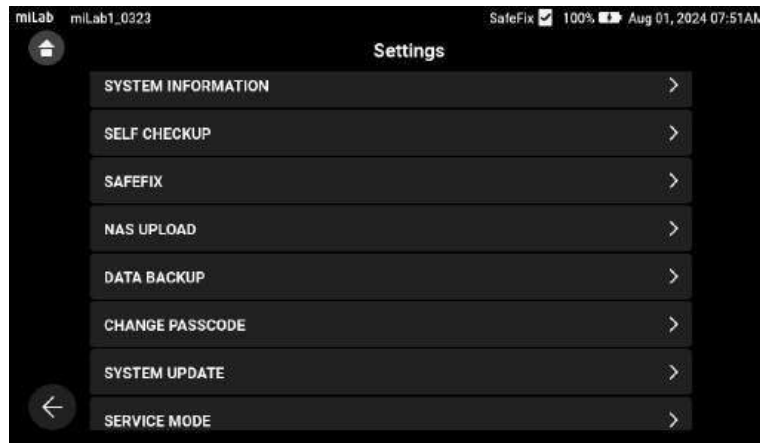 miLab miLab1_0323 SafeFix 100% Aug 01, 2024 07:51AM
Settings
SYSTEM INFORMATION
SELF CHECKUP
SAFEFIX
NAS UPLOAD
DATA BACKUP
CHANGE PASSCODE
SYSTEM UPDATE
SERVICE MODE